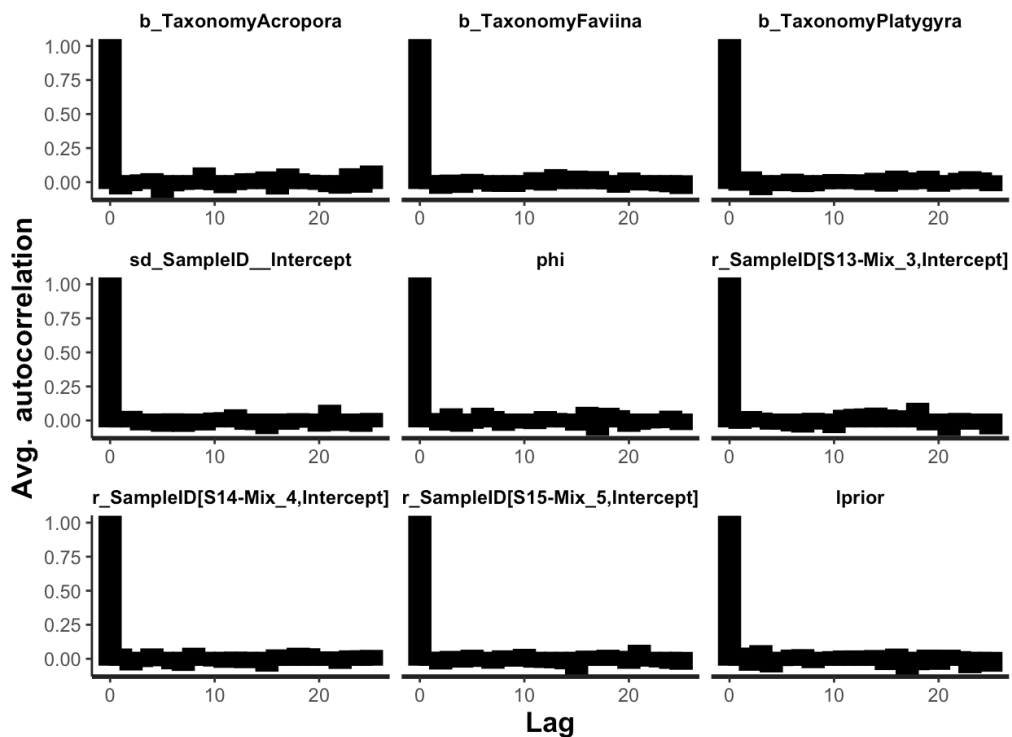 b_TaxonomyAcropora b_TaxonomyFaviina b_TaxonomyPlatygyra
1.00
0.75
0.50
0.25
0.00
0 10 20 0 10 20 0 10 20
sd_SampleID__Intercept phi r_SampleID[S13-Mix_3,Intercept]
1.00
0.75
0.50
0.25
0.00
0 10 20 0 10 20 0 10 20
r_SampleID[S14-Mix_4,Intercept] r_SampleID[S15-Mix_5,Intercept] lprior
1.00
0.75
0.50
0.25
0.00
0 10 20 0 10 20 0 10 20
Avg. autocorrelation
Lag